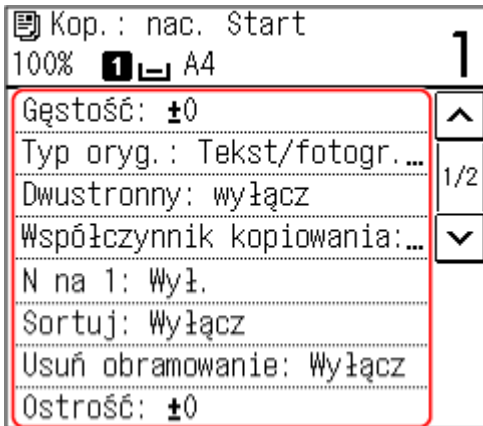 Kop.: nac. Start
100% 1 A4
1
Gęstość: ±0
Typ oryg.: Tekst/fotogr.…
1/2
Dwustronny: wyłącz
Współczynnik kopiowania:…
N na 1: Wył.
Sortuj: Wyłącz
Usuń obramowanie: Wyłącz
Ostrość: ±0